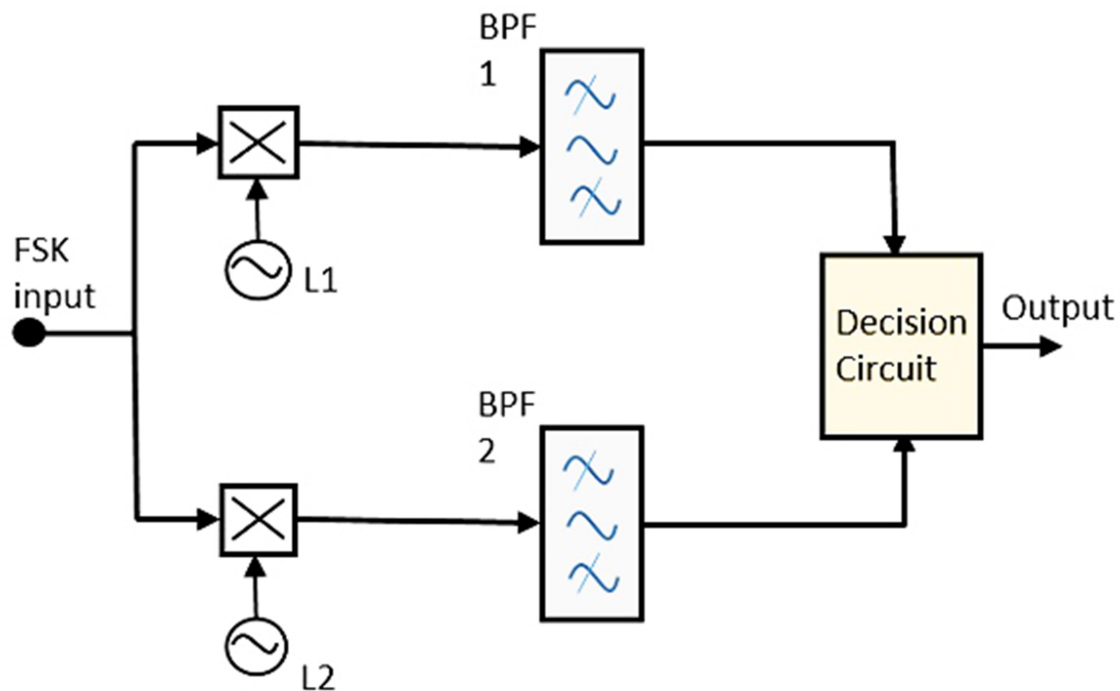 BPF
1
FSK
input
L1
Decision
Circuit
Output
BPF
2
L2